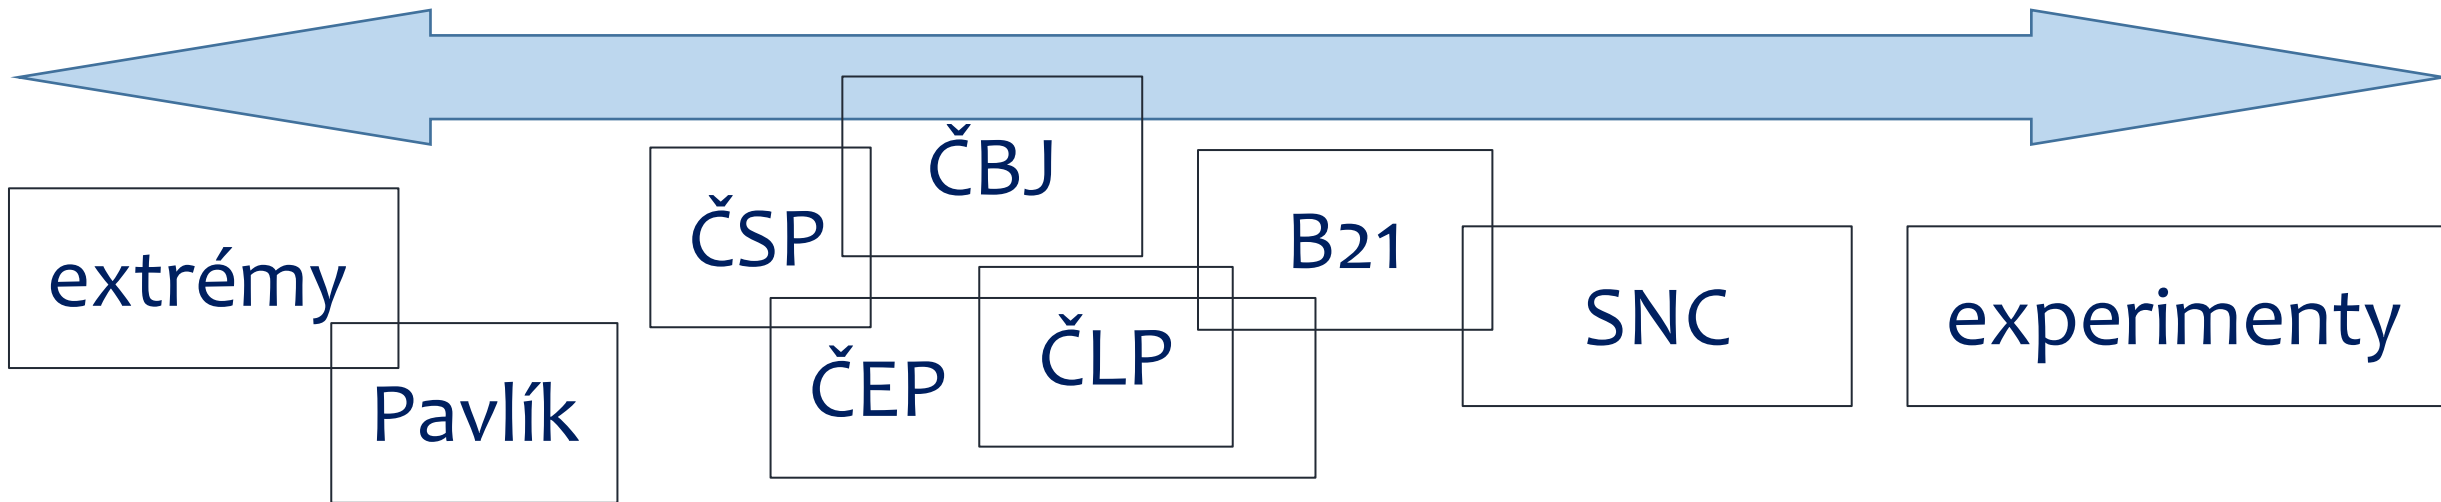 extrémy
Pavlík
ČSP
ČBJ
ČEP
ČLP
B21
SNC
experimenty